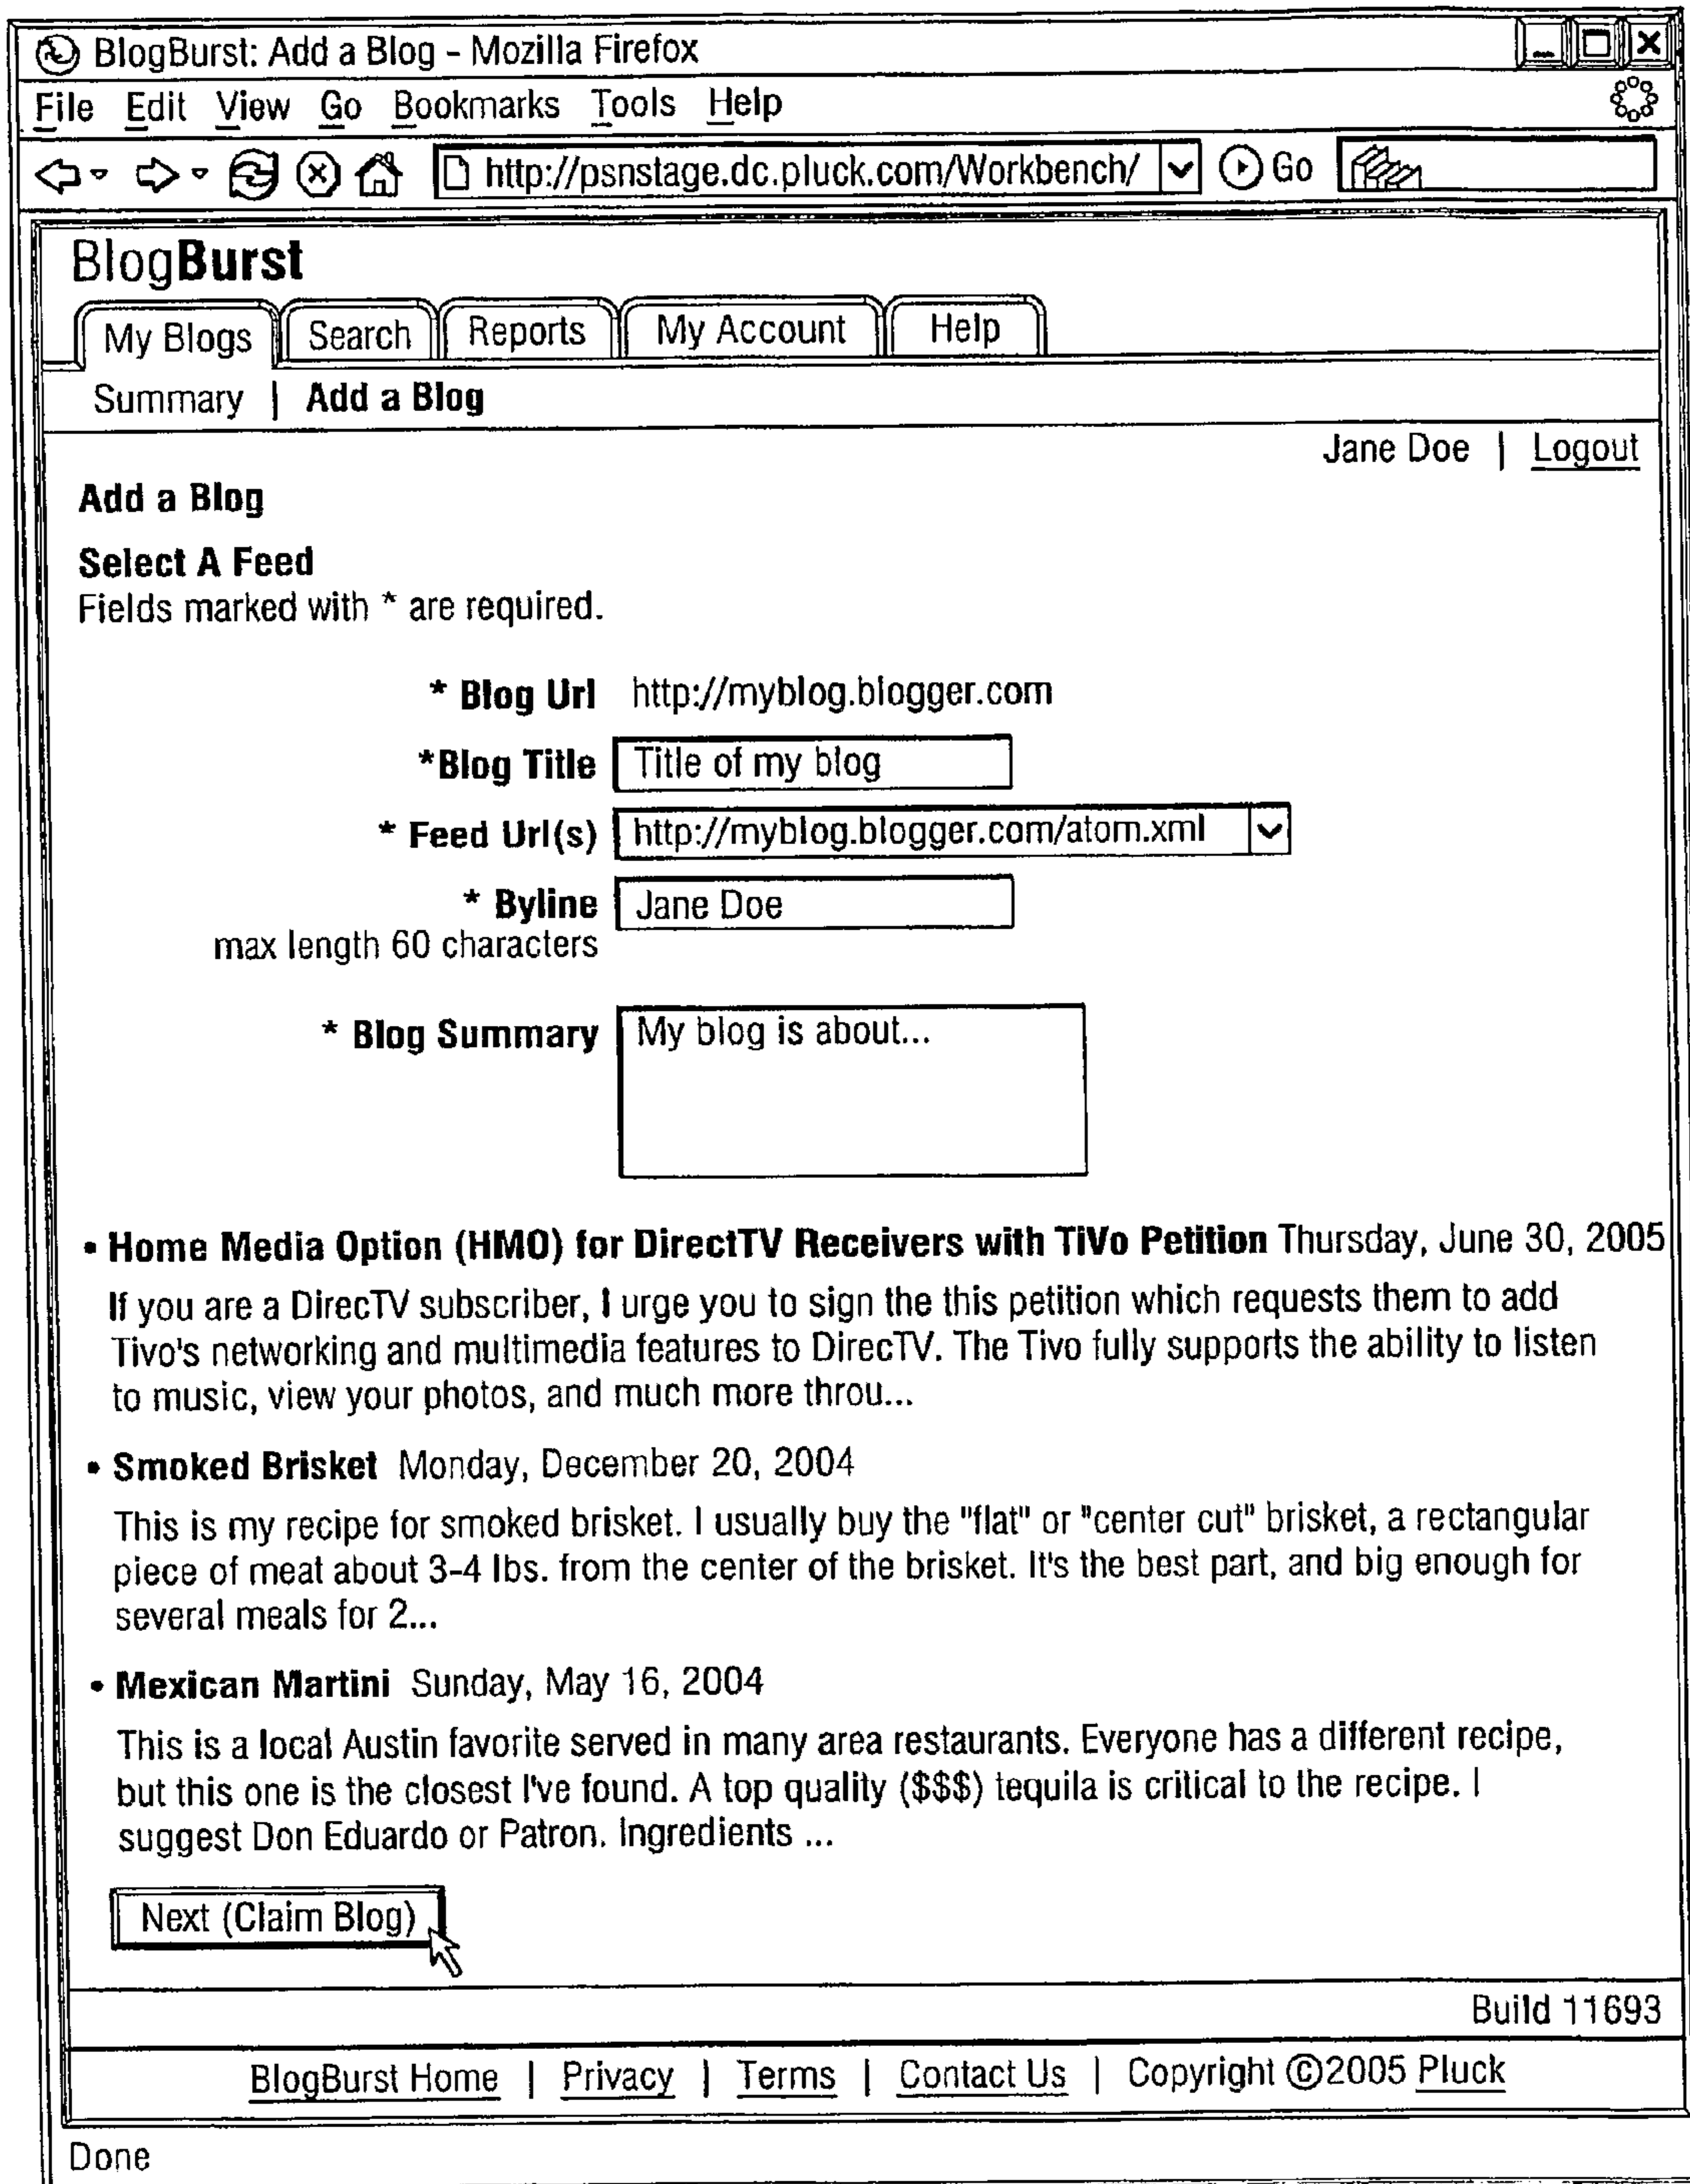 BlogBurst: Add a Blog - Mozilla Firefox
File Edit View Go Bookmarks Tools Help
http://psnstage.dc.pluck.com/Workbench/ Go
BlogBurst
My Blogs Search Reports My Account Help
Summary | Add a Blog
Jane Doe | Logout
Add a Blog
Select A Feed
Fields marked with * are required.
* Blog Url http://myblog.blogger.com
*Blog Title Title of my blog
* Feed Url(s) http://myblog.blogger.com/atom.xml
* Byline Jane Doe
max length 60 characters
* Blog Summary My blog is about...
• Home Media Option (HMO) for DirectTV Receivers with TiVo Petition Thursday, June 30, 2005
If you are a DirecTV subscriber, I urge you to sign the this petition which requests them to add
Tivo's networking and multimedia features to DirecTV. The Tivo fully supports the ability to listen
to music, view your photos, and much more throu...
• Smoked Brisket Monday, December 20, 2004
This is my recipe for smoked brisket. I usually buy the "flat" or "center cut" brisket, a rectangular
piece of meat about 3-4 lbs. from the center of the brisket. It's the best part, and big enough for
several meals for 2...
• Mexican Martini Sunday, May 16, 2004
This is a local Austin favorite served in many area restaurants. Everyone has a different recipe,
but this one is the closest I've found. A top quality ($$$) tequila is critical to the recipe. I
suggest Don Eduardo or Patron. Ingredients ...
Next (Claim Blog)
Build 11693
BlogBurst Home | Privacy | Terms | Contact Us | Copyright ©2005 Pluck
Done